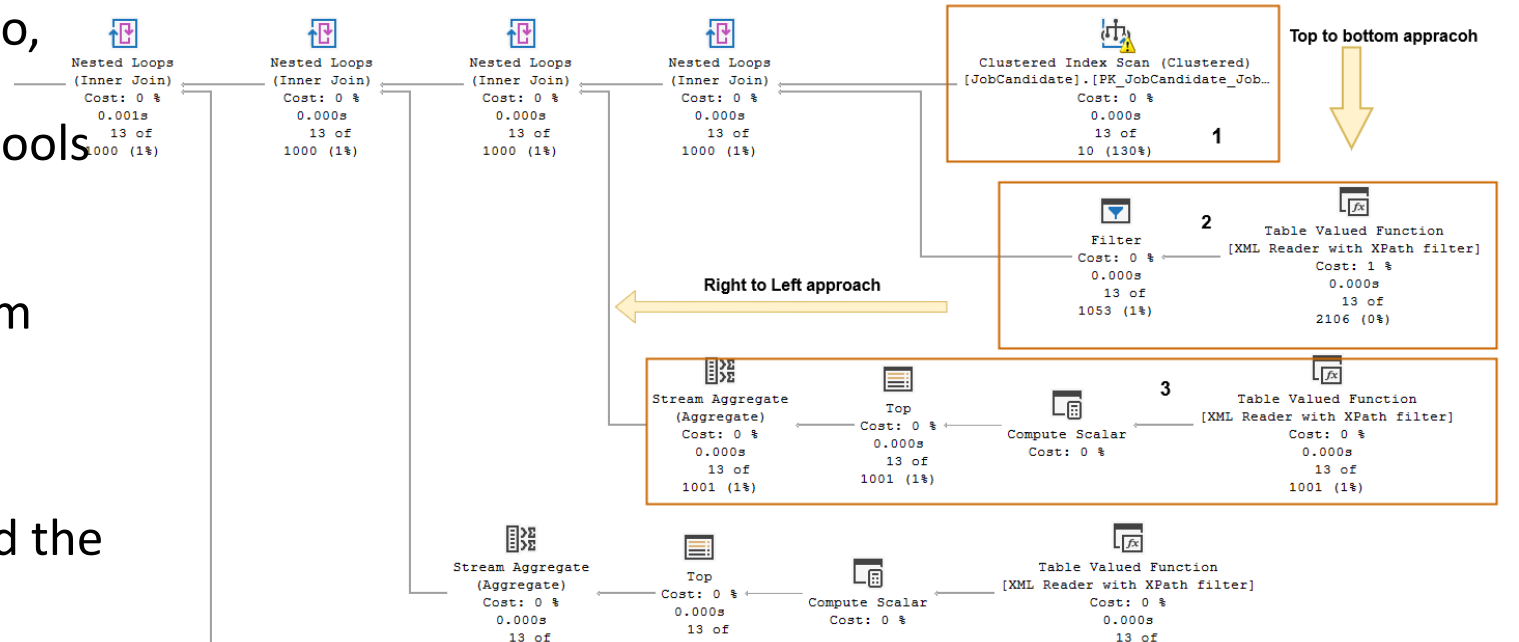 o,
ools
m
d the
Nested Loops
(Inner Join)
Cost: 0 %
0.001s
13 of
1000 (1%)
Nested Loops
(Inner Join)
Cost: 0 %
0.000s
13 of
1000 (1%)
Nested Loops
(Inner Join)
Cost: 0 %
0.000s
13 of
1000 (1%)
Nested Loops
(Inner Join)
Cost: 0 %
0.000s
13 of
1000 (1%)
Clustered Index Scan (Clustered)
[JobCandidate].[PK_JobCandidate_Job…
Cost: 0 %
0.000s
13 of
10 (130%)
1
Top to bottom appracoh
2
Filter
Cost: 0 %
0.000s
13 of
1053 (1%)
fx
Table Valued Function
[XML Reader with XPath filter]
Cost: 1 %
0.000s
13 of
2106 (0%)
Right to Left approach
3
Stream Aggregate
(Aggregate)
Cost: 0 %
0.000s
13 of
1001 (1%)
Top
Cost: 0 %
0.000s
13 of
1001 (1%)
Compute Scalar
Cost: 0 %
fx
Table Valued Function
[XML Reader with XPath filter]
Cost: 0 %
0.000s
13 of
1001 (1%)
Stream Aggregate
(Aggregate)
Cost: 0 %
0.000s
13 of
Top
Cost: 0 %
0.000s
13 of
Compute Scalar
Cost: 0 %
fx
Table Valued Function
[XML Reader with XPath filter]
Cost: 0 %
0.000s
13 of